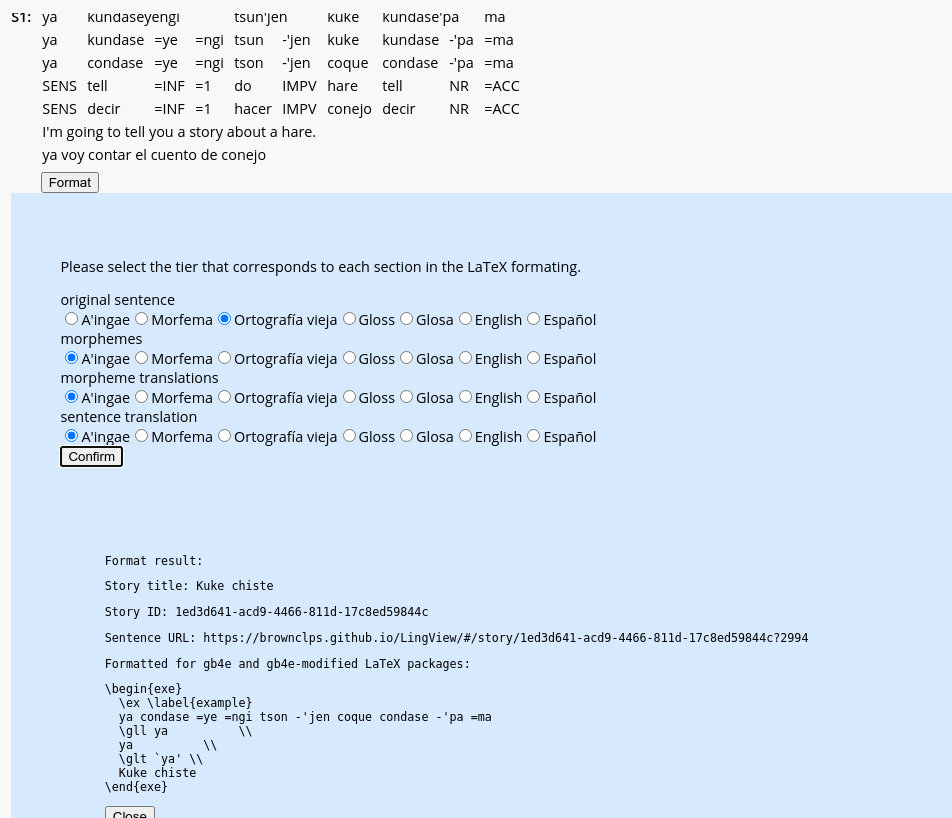 S1: ya kundaseyengi tsun'jen kuke kundase'pa ma
ya kundase =ye =ngi tsun -'jen kuke kundase -'pa =ma
ya condase =ye =ngi tson -'jen coque condase -'pa =ma
SENS tell =INF =1 do IMPV hare tell NR =ACC
SENS decir =INF =1 hacer IMPV conejo decir NR =ACC
I'm going to tell you a story about a hare.
ya voy contar el cuento de conejo
Format
Please select the tier that corresponds to each section in the LaTeX formating.
original sentence
A'ingae Morfema Ortografía vieja Gloss Glosa English Español
morphemes
A'ingae Morfema Ortografía vieja Gloss Glosa English Español
morpheme translations
A'ingae Morfema Ortografía vieja Gloss Glosa English Español
sentence translation
A'ingae Morfema Ortografía vieja Gloss Glosa English Español
Confirm
Format result:
Story title: Kuke chiste
Story ID: 1ed3d641-acd9-4466-811d-17c8ed59844c
Sentence URL: https://brownclps.github.io/LingView/#/story/1ed3d641-acd9-4466-811d-17c8ed59844c?2994
Formatted for gb4e and gb4e-modified LaTeX packages:
\begin{exe}
\ex \label{example}
ya condase =ye =ngi tson -'jen coque condase -'pa =ma
\gll ya \\
ya \\
\glt `ya' \\
Kuke chiste
\end{exe}
Close